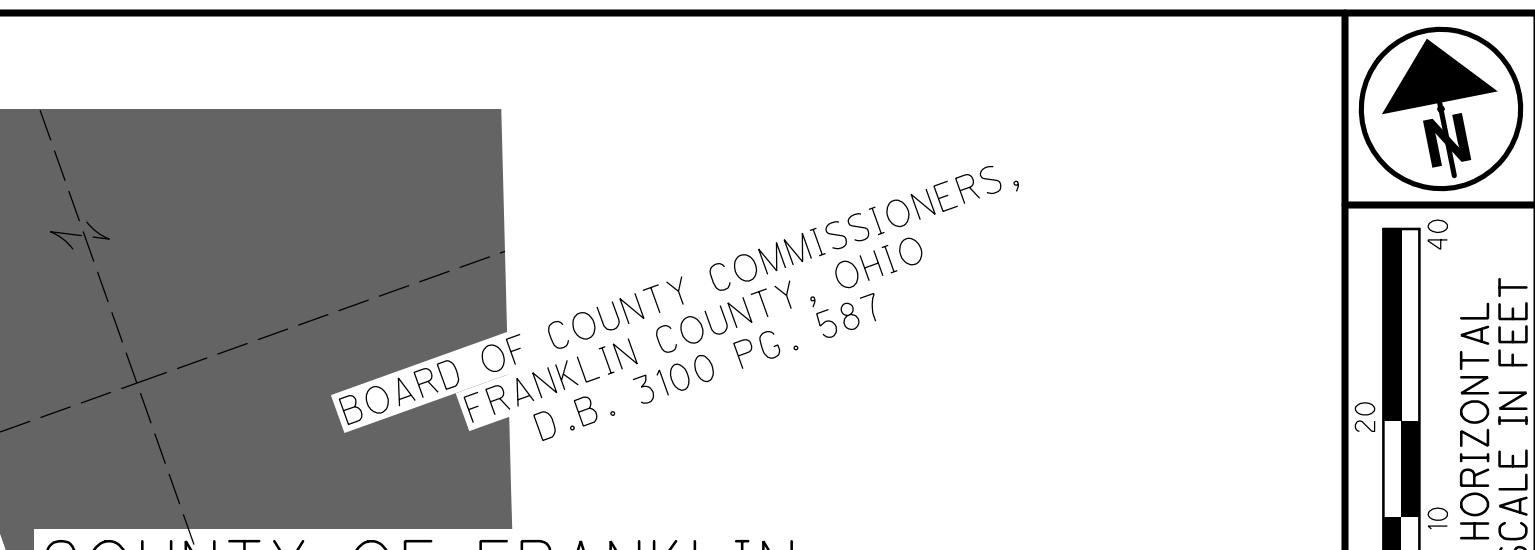 N
BOARD OF COUNTY COMMISSIONERS,
FRANKLIN COUNTY, OHIO
D.B. 3100 PG. 587
40
20
10
HORIZONTAL
SCALE IN FEET
COUNTY OF FRANKLIN